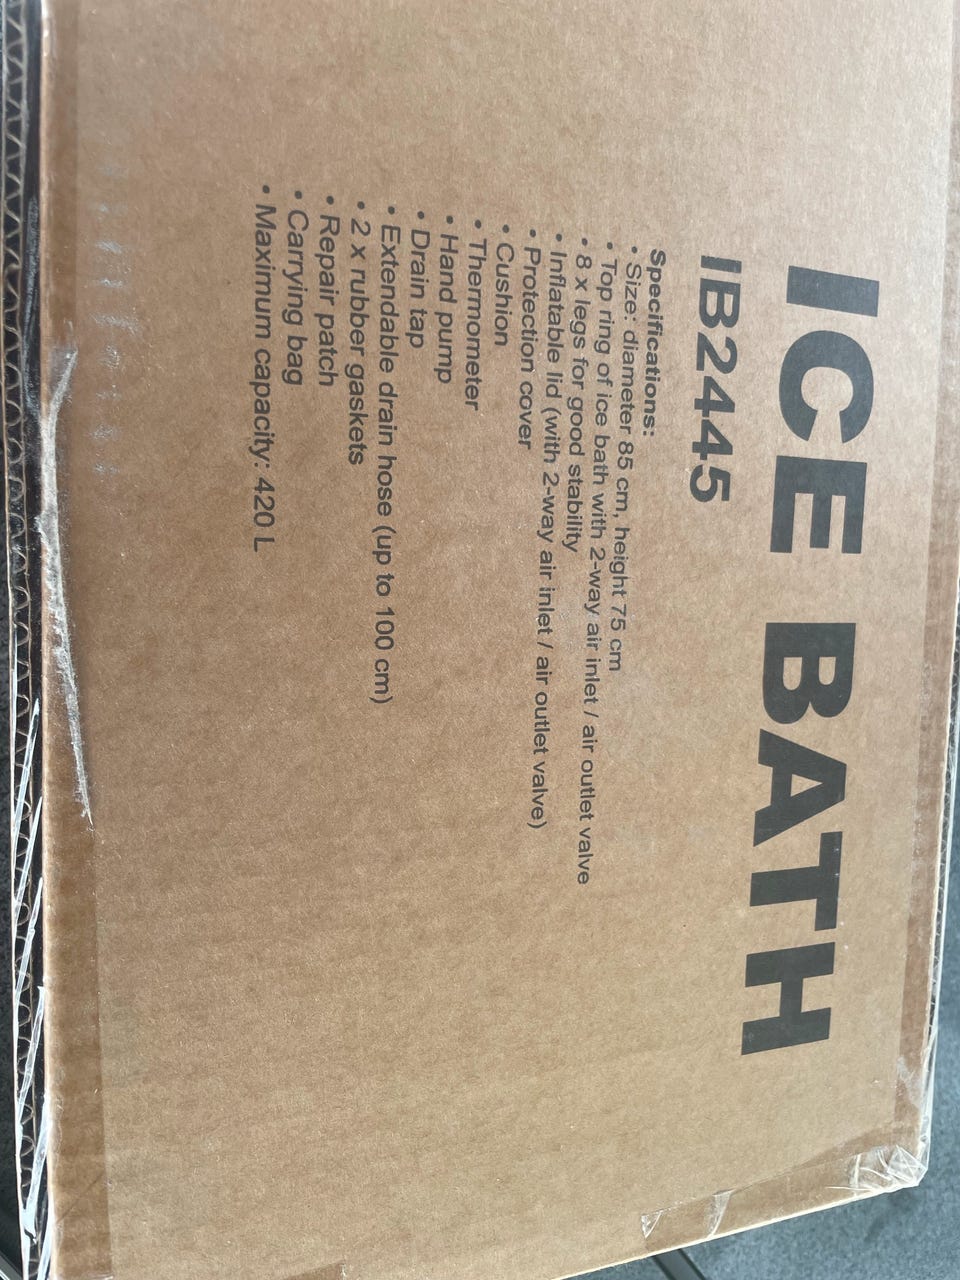 ICE BATH
IB2445
Specifications:
• Size: diameter 85 cm, height 75 cm
• Top ring of ice bath with 2-way air inlet / air outlet valve
• 8 x legs for good stability
• Inflatable lid (with 2-way air inlet / air outlet valve)
• Protection cover
• Cushion
• Thermometer
• Hand pump
• Drain tap
• Extendable drain hose (up to 100 cm)
• 2 x rubber gaskets
• Repair patch
• Carrying bag
• Maximum capacity: 420 L